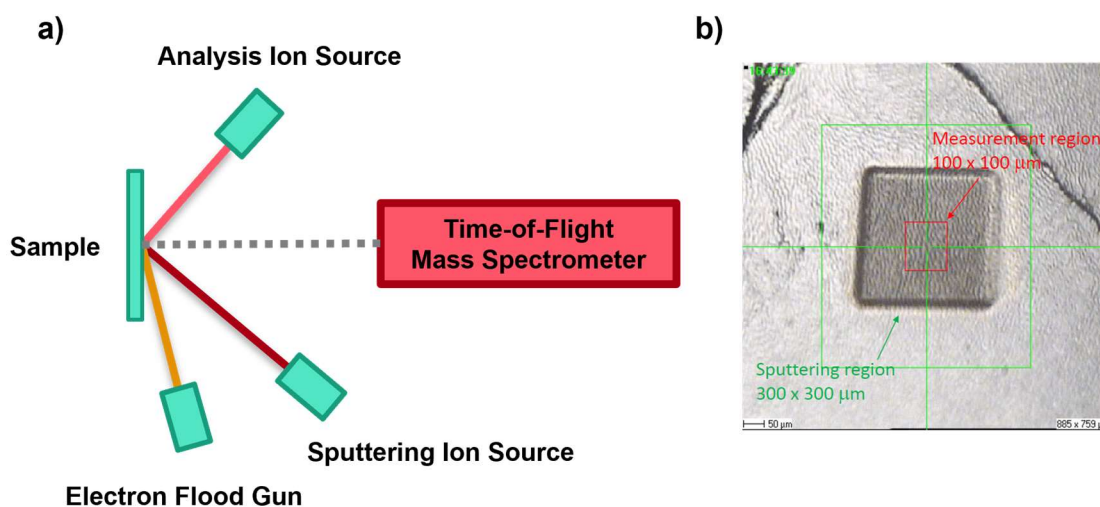 a)
Analysis Ion Source
Sample
Time-of-Flight
Mass Spectrometer
Sputtering Ion Source
Electron Flood Gun
b)
Measurement region
100 x 100 μm
Sputtering region
300 x 300 μm
50 μm
885 x 759 μ